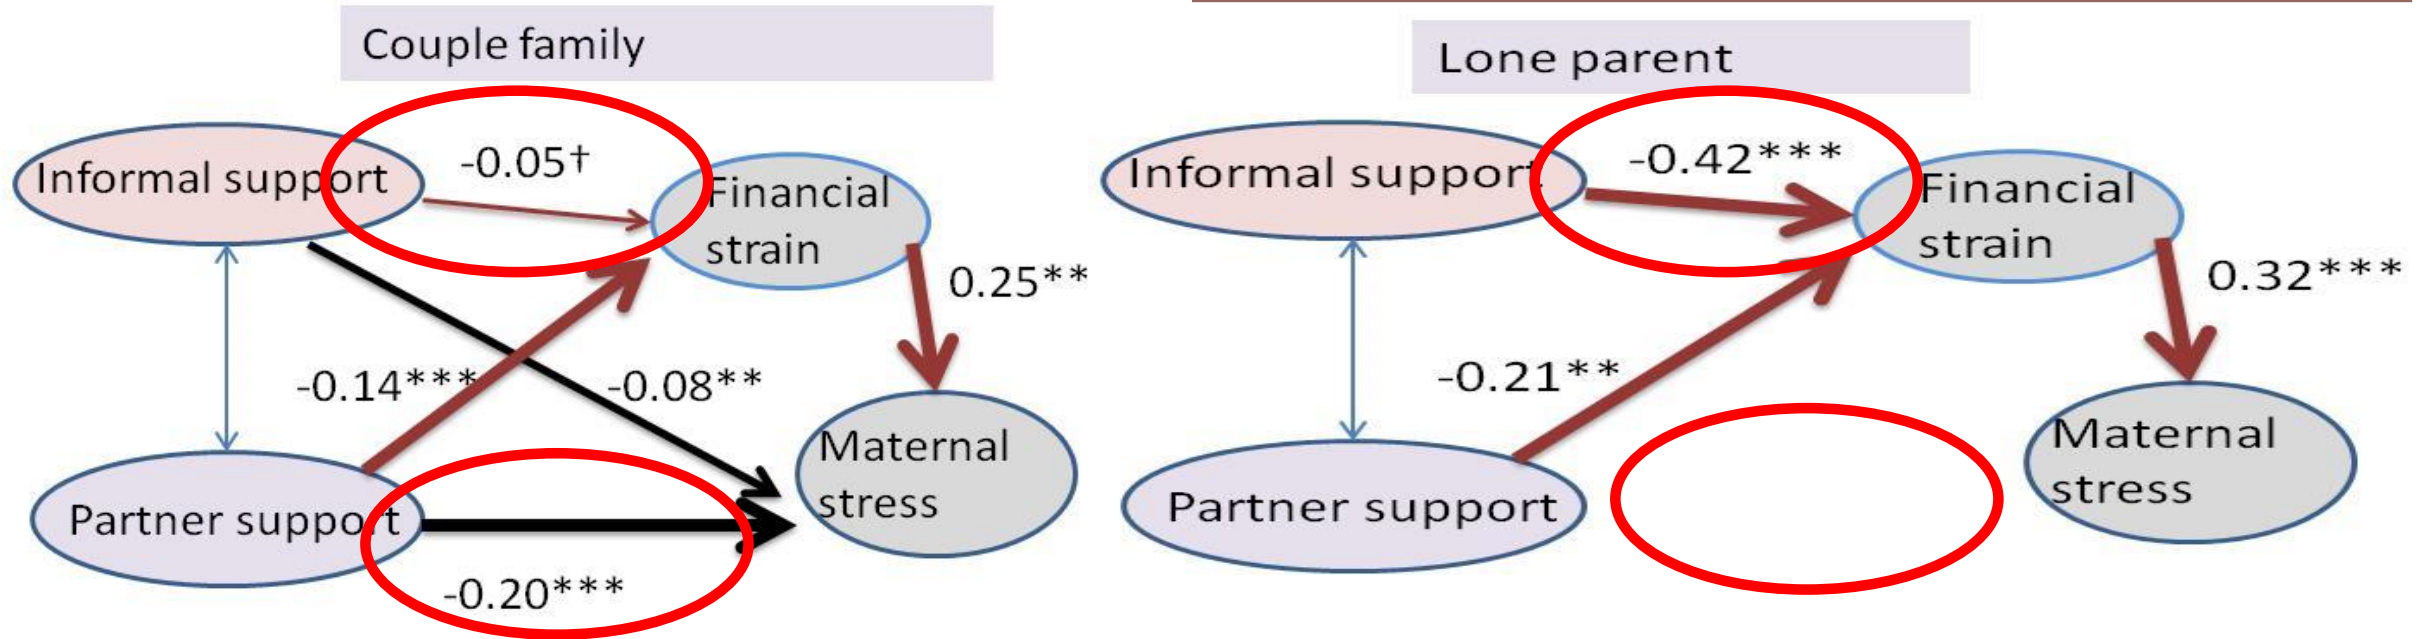 Couple family
Informal support
-0.05†
Financial
strain
0.25**
-0.14***
-0.08**
Maternal
stress
Partner support
-0.20***
Lone parent
Informal support
-0.42***
Financial
strain
0.32***
-0.21**
Maternal
stress
Partner support